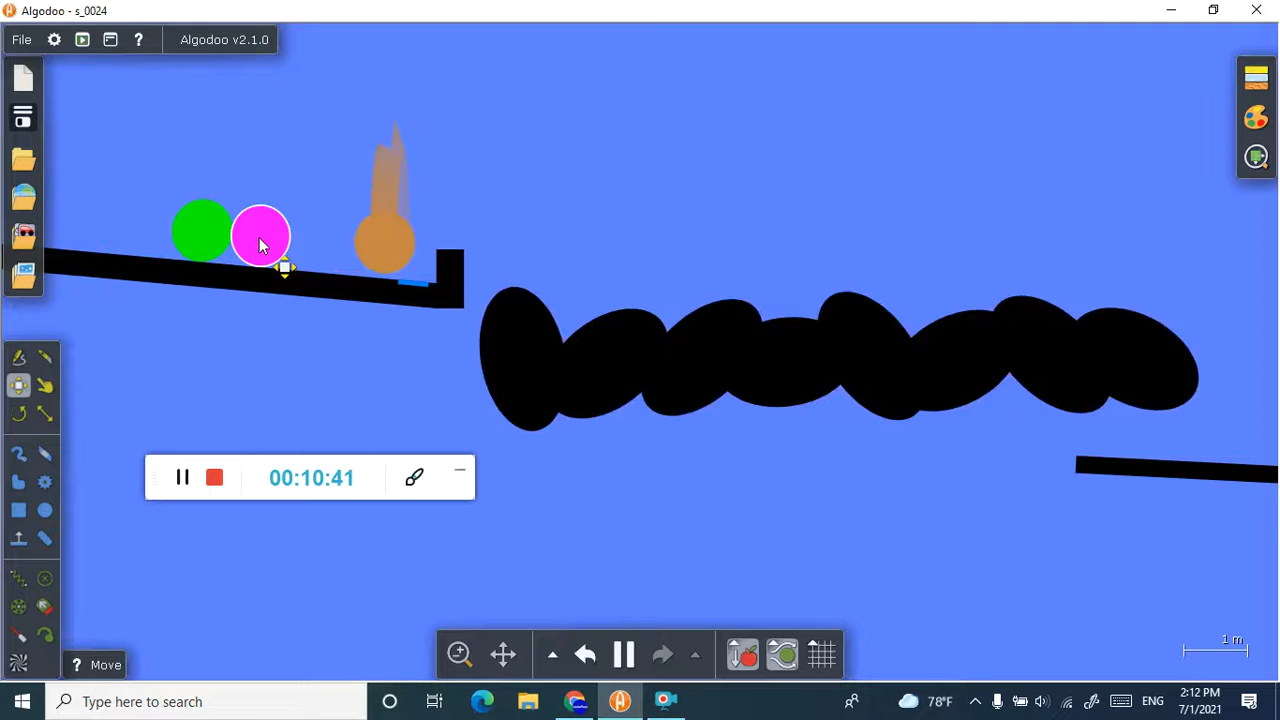 Algodoo - s_0024
File
?
Algodoo v2.1.0
00:10:41
1 m
? Move
Type here to search
78°F
ENG
2:12 PM
7/1/2021